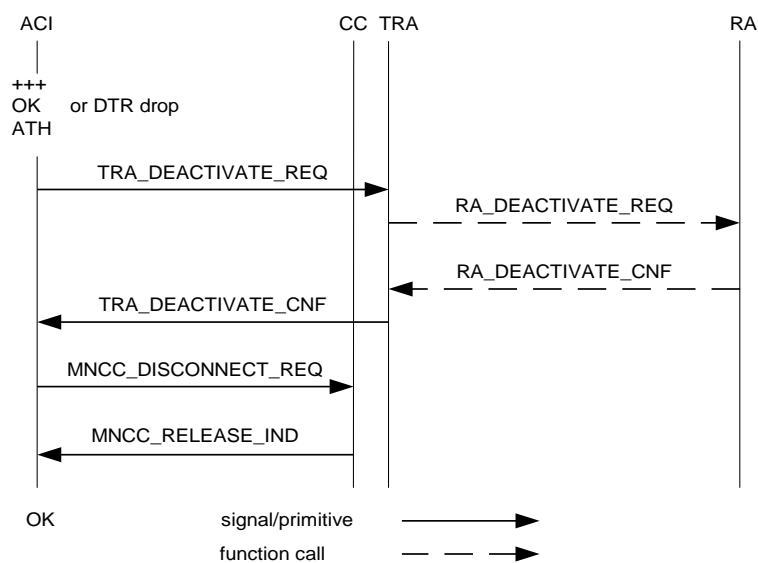 ACI CC TRA RA
+++
OK or DTR drop
ATH
TRA_DEACTIVATE_REQ
RA_DEACTIVATE_REQ
RA_DEACTIVATE_CNF
TRA_DEACTIVATE_CNF
MNCC_DISCONNECT_REQ
MNCC_RELEASE_IND
OK signal/primitive
function call